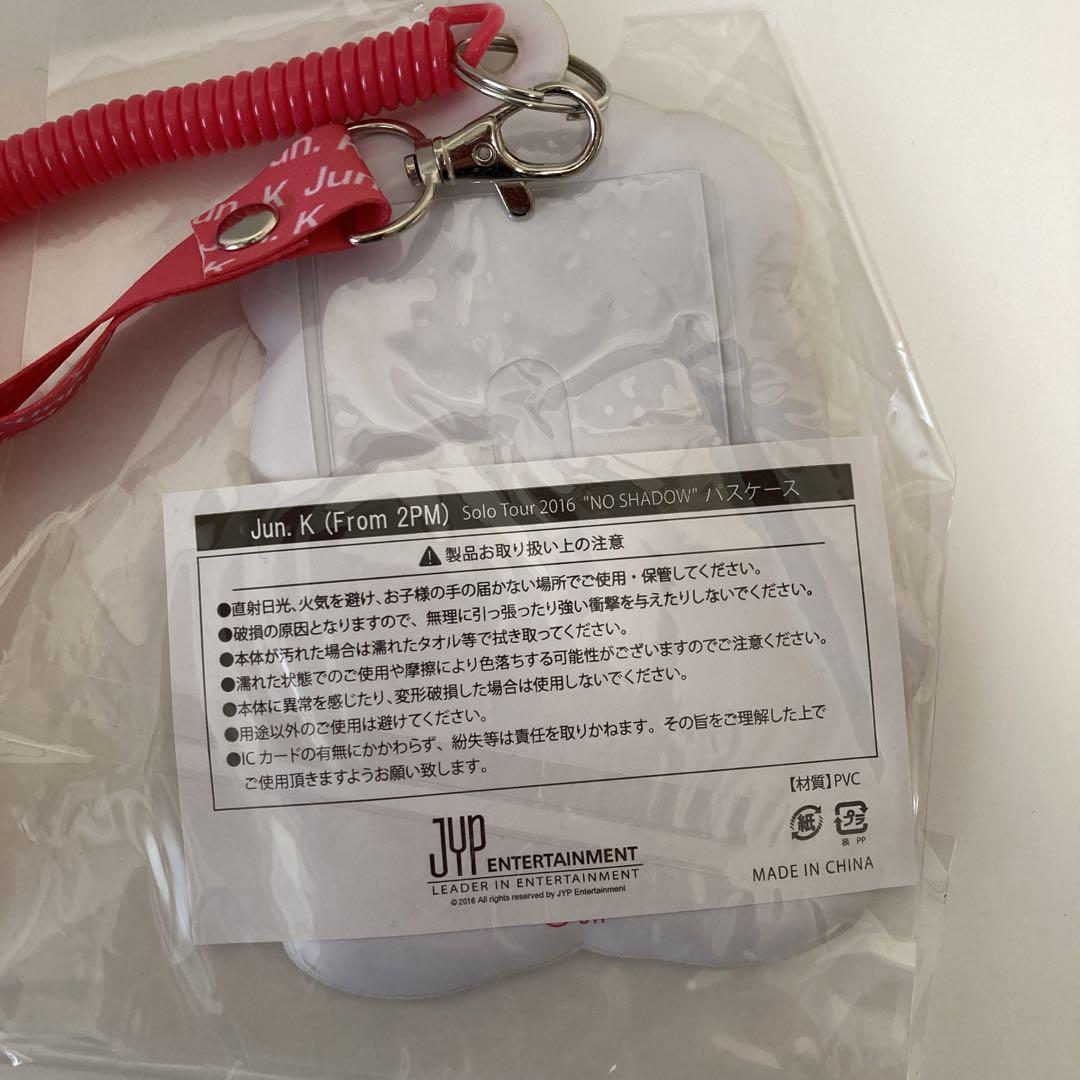 Jun. K Jun.
Jun. K
Jun. K (From 2PM) Solo Tour 2016 "NO SHADOW" パスケース
製品お取り扱い上の注意
●直射日光、火気を避け、お子様の手の届かない場所でご使用・保管してください。
●破損の原因となりますので、無理に引っ張ったり強い衝撃を与えたりしないでください。
●本体が汚れた場合は濡れたタオル等で拭き取ってください。
●濡れた状態でのご使用や摩擦により色落ちする可能性がございますのでご注意ください。
●本体に異常を感じたり、変形破損した場合は使用しないでください。
●用途以外のご使用は避けてください。
●ICカードの有無にかかわらず、紛失等は責任を取りかねます。その旨をご理解した上で
ご使用頂きますようお願い致します。
【材質】PVC
紙 プラ
装 PP
JYP ENTERTAINMENT
LEADER IN ENTERTAINMENT
©2016 All rights reserved by JYP Entertainment
MADE IN CHINA